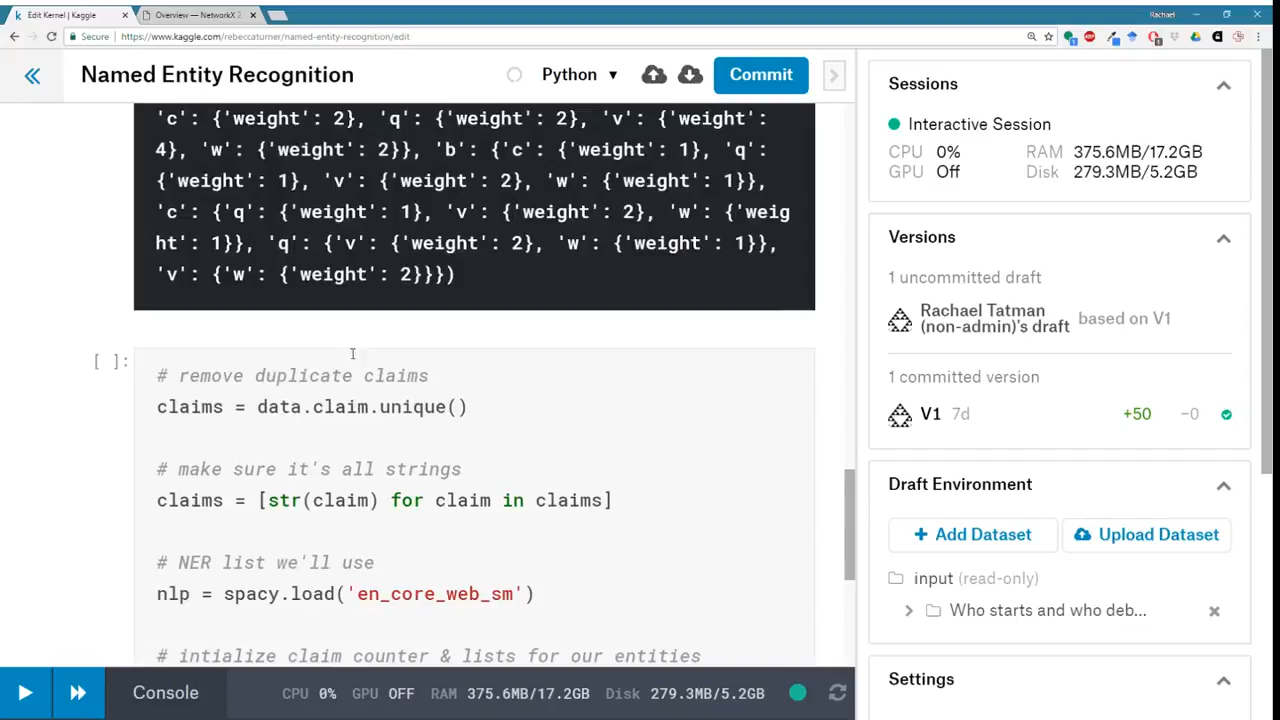 Edit Kernel | Kaggle
Overview — NetworkX 2.
Rachael
Secure
https://www.kaggle.com/rebeccaturner/named-entity-recognition/edit
Named Entity Recognition
Python
Commit
'c': {'weight': 2}, 'q': {'weight': 2}, 'v': {'weight':
4}, 'w': {'weight': 2}}, 'b': {'c': {'weight': 1}, 'q':
{'weight': 1}, 'v': {'weight': 2}, 'w': {'weight': 1}},
'c': {'q': {'weight': 1}, 'v': {'weight': 2}, 'w': {'weig
ht': 1}}, 'q': {'v': {'weight': 2}, 'w': {'weight': 1}},
'v': {'w': {'weight': 2}}})
[ ]:
# remove duplicate claims
claims = data.claim.unique()
# make sure it's all strings
claims = [str(claim) for claim in claims]
# NER list we'll use
nlp = spacy.load('en_core_web_sm')
# intialize claim counter & lists for our entities
Console
CPU 0% GPU OFF RAM 375.6MB/17.2GB Disk 279.3MB/5.2GB
Sessions
Interactive Session
CPU 0% RAM 375.6MB/17.2GB
GPU Off Disk 279.3MB/5.2GB
Versions
1 uncommitted draft
Rachael Tatman
(non-admin)'s draft based on V1
1 committed version
V1 7d +50 −0
Draft Environment
+ Add Dataset
Upload Dataset
input (read-only)
Who starts and who deb...
Settings